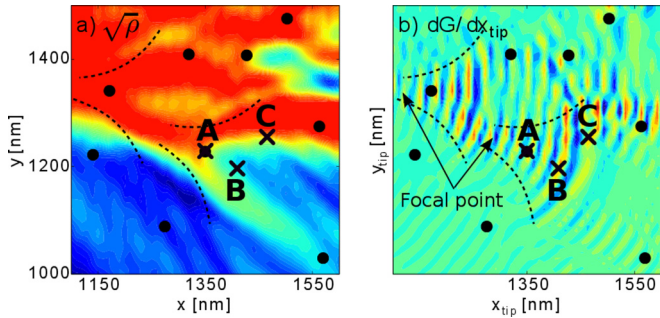 a) √ρ
b) dG/dx_tip
1400
1200
1000
y [nm]
y_tip [nm]
A
C
B
A
C
B
Focal point
1150
1350
1550
1350
1550
x [nm]
x_tip [nm]